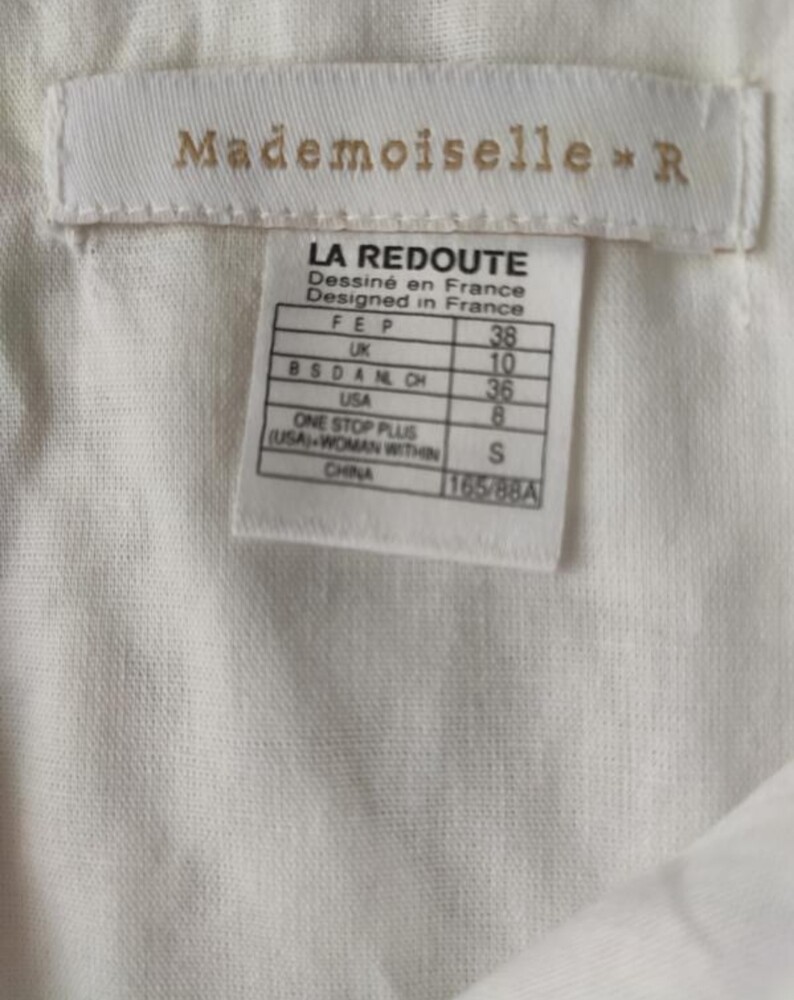 Mademoiselle * R
LA REDOUTE
Dessiné en France
Designed in France
F E P 38
UK 10
B S D A NL CH 36
USA 8
ONE STOP PLUS
(USA)+WOMAN WITHIN S
CHINA 165/88A